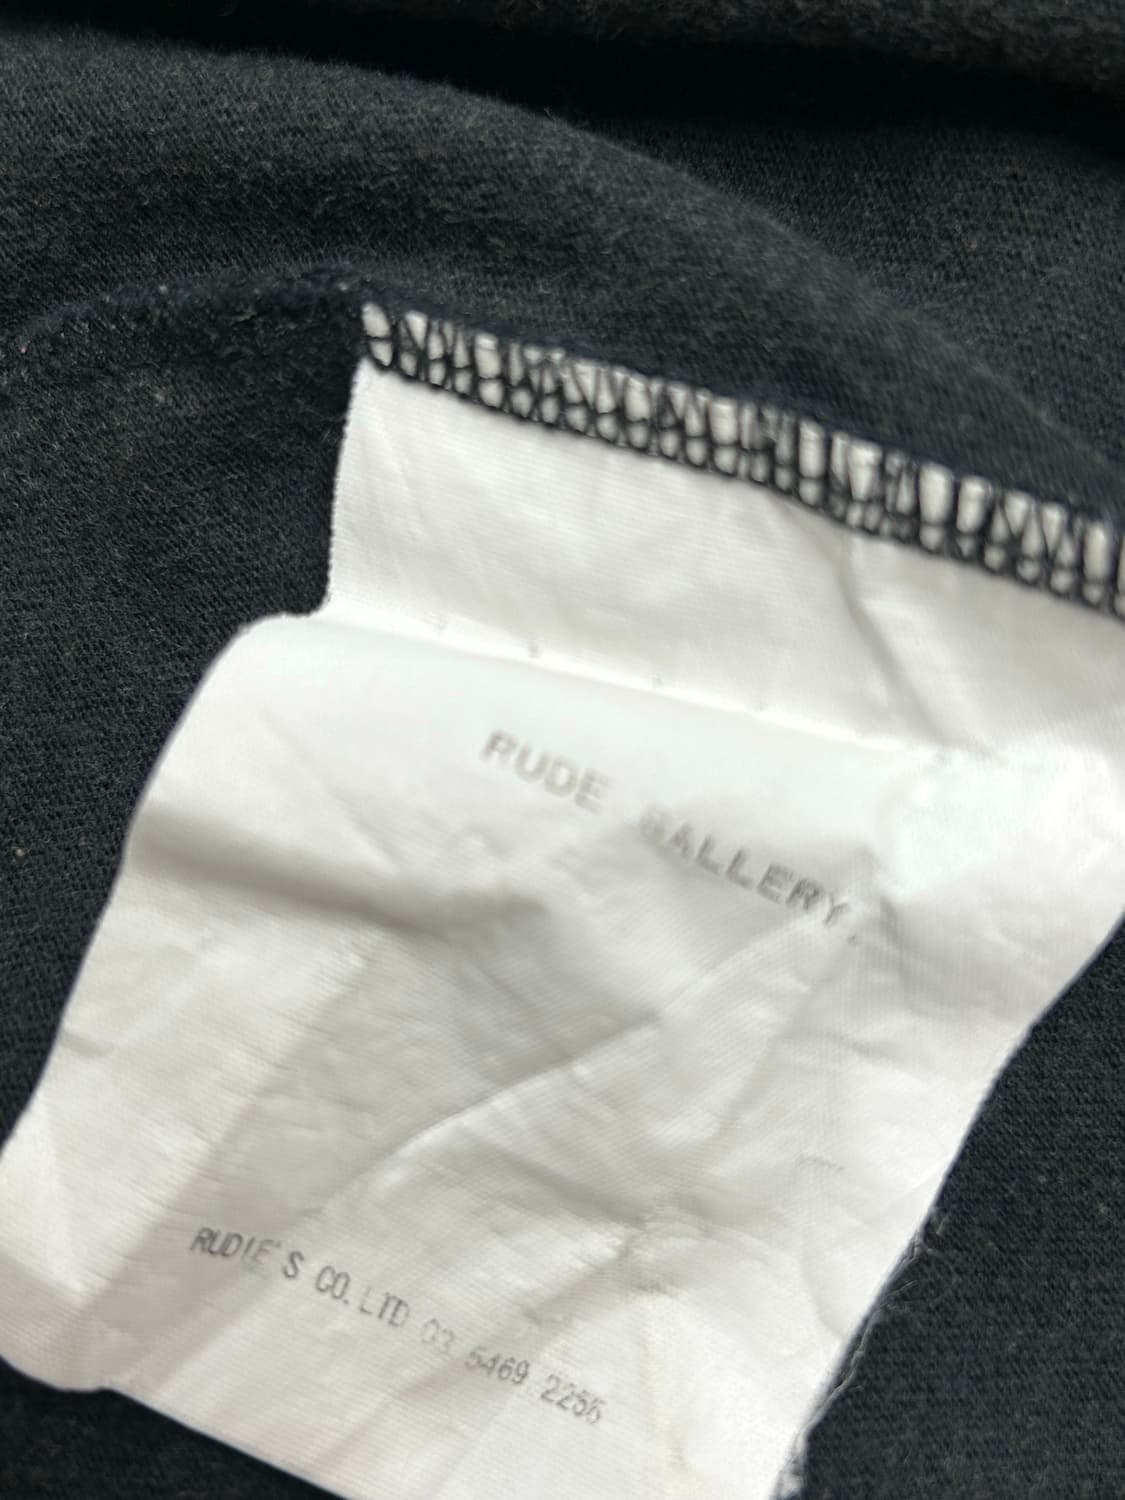 RUDE GALLERY.
RUDIE'S CO.LTD 03 5469 2256